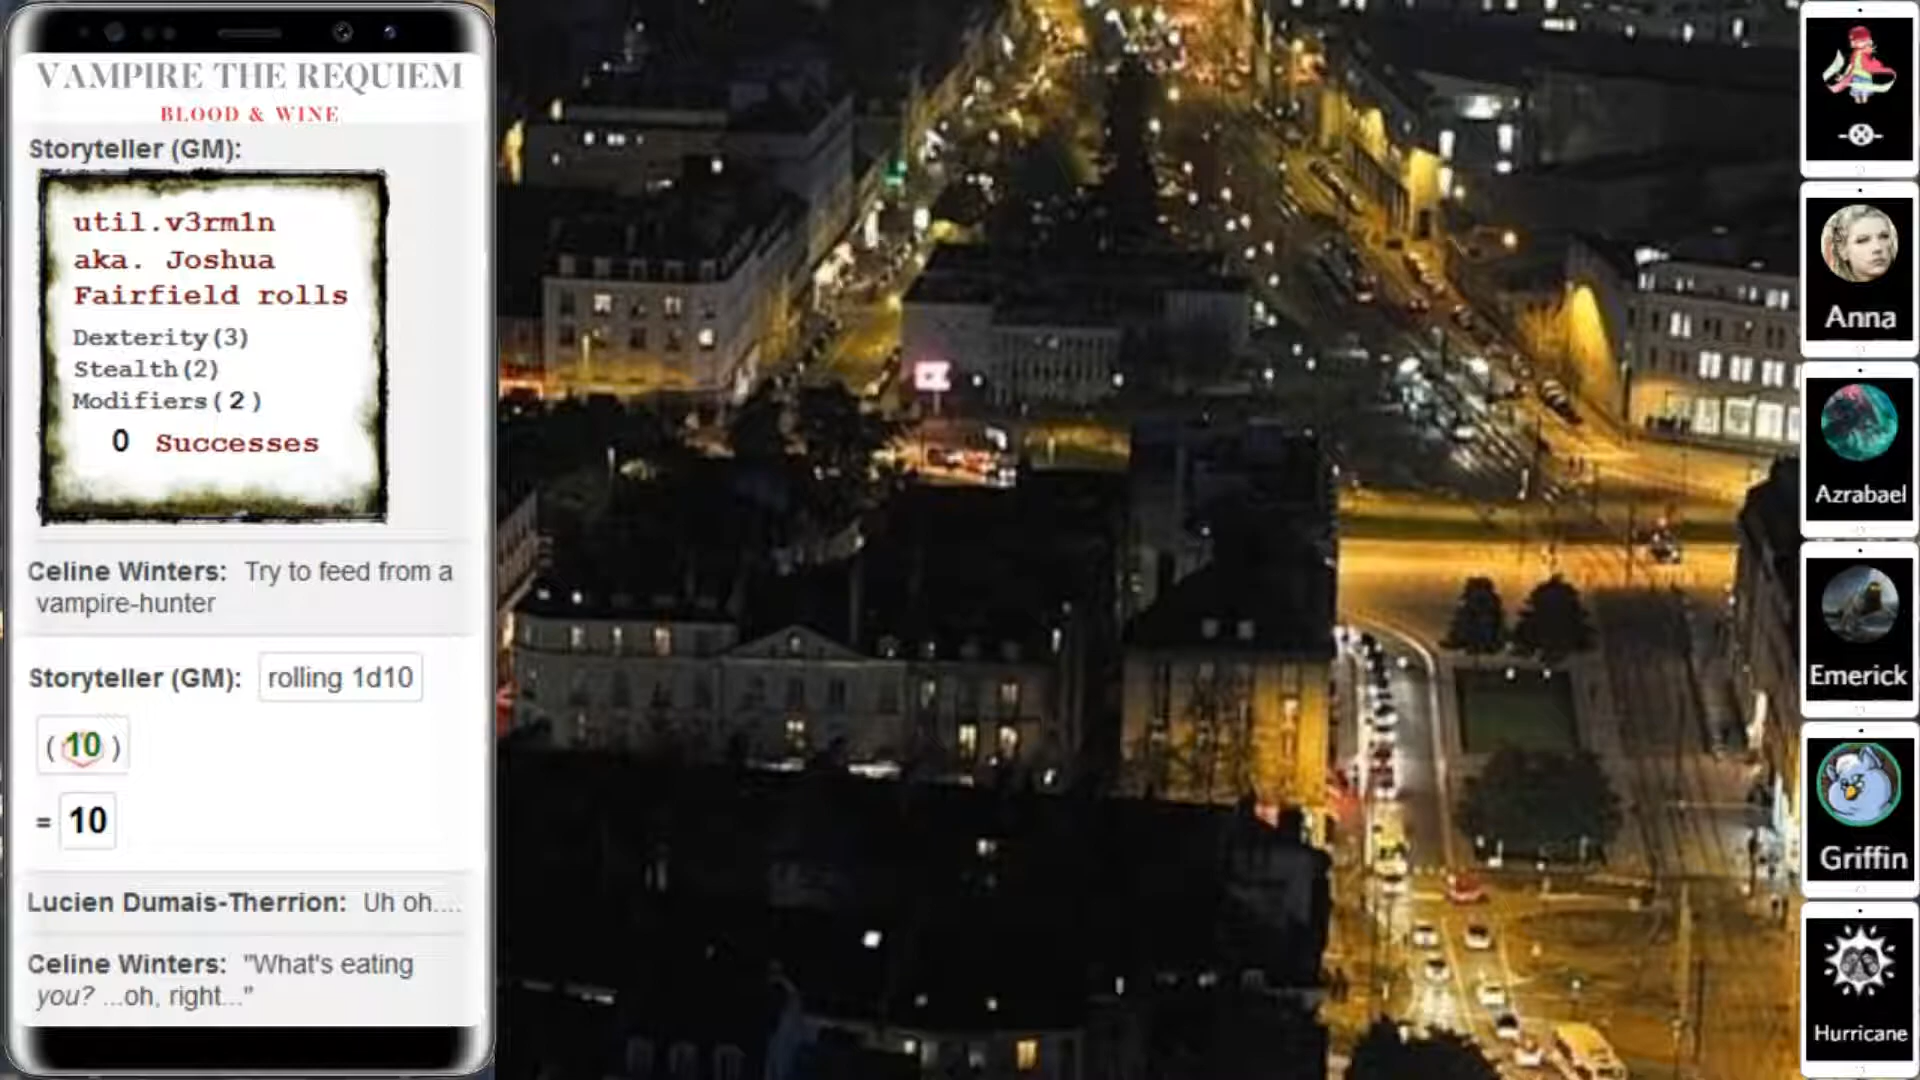 VAMPIRE THE REQUIEM
BLOOD & WINE
Storyteller (GM):
util.v3rm1n
aka. Joshua
Fairfield rolls
Dexterity(3)
Stealth(2)
Modifiers(2)
0 Successes
Celine Winters: Try to feed from a
vampire-hunter
Storyteller (GM): rolling 1d10
(10)
= 10
Lucien Dumais-Therrion: Uh oh....
Celine Winters: "What's eating
you? ...oh, right..."
Anna
Azrabael
Emerick
Griffin
Hurricane